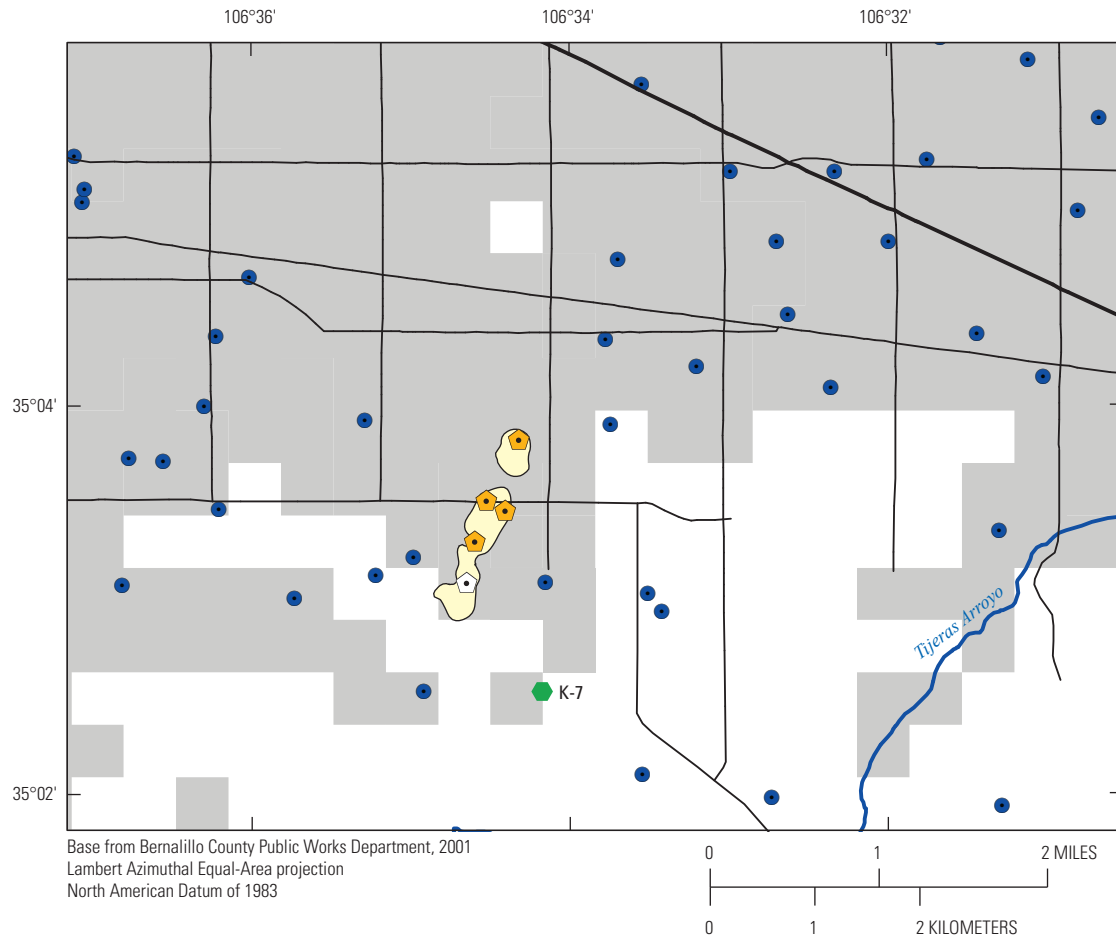 106°36'
106°34'
106°32'
35°04'
Tijeras Arroyo
K-7
35°02'
Base from Bernalillo County Public Works Department, 2001
Lambert Azimuthal Equal-Area projection
North American Datum of 1983
0 1 2 MILES
0 1 2 KILOMETERS